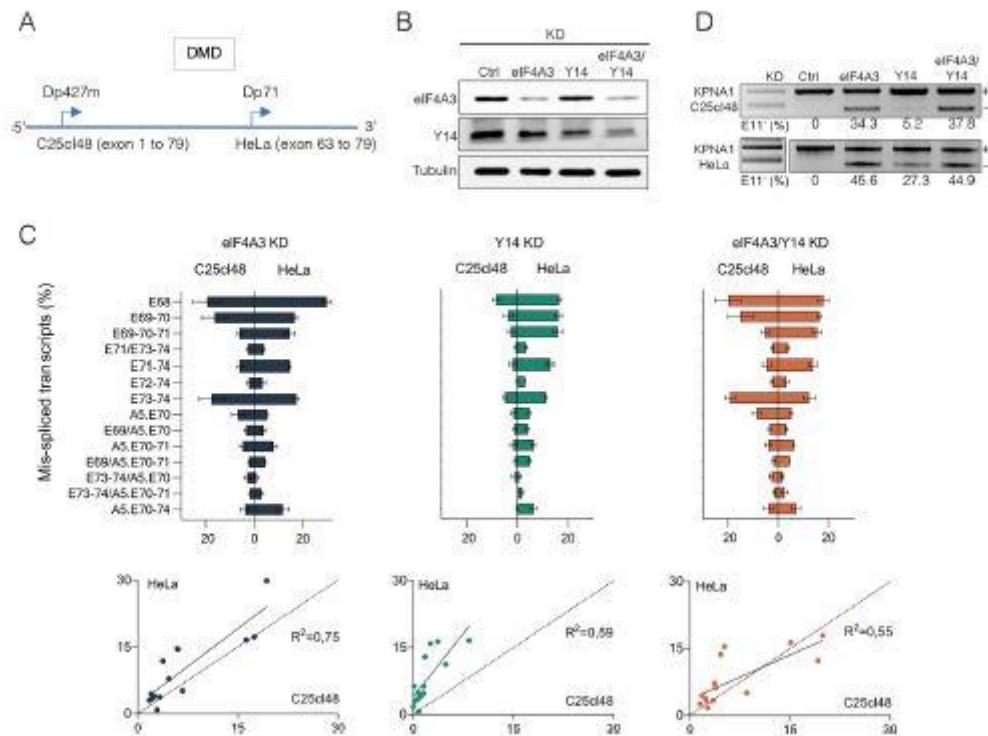 A
DMD
Dp427m
Dp71
5'
3'
C25cl48 (exon 1 to 79)
HeLa (exon 63 to 79)
B
KD
Ctrl eIF4A3 Y14 eIF4A3/
Y14
eIF4A3
Y14
Tubulin
D
KD Ctrl eIF4A3 Y14 eIF4A3/
Y14
KPNA1 +
C25cl48 -
E11⁻ (%) 0 34.3 5.2 37.8
KPNA1 +
HeLa -
E11⁻ (%) 0 45.6 27.3 44.9
C
eIF4A3 KD
C25cl48 HeLa
Y14 KD
C25cl48 HeLa
eIF4A3/Y14 KD
C25cl48 HeLa
Mis-spliced transcripts (%)
E68
E69-70
E69-70-71
E71/E73-74
E71-74
E72-74
E73-74
A5.E70
E69/A5.E70
A5.E70-71
E69/A5.E70-71
E73-74/A5.E70
E73-74/A5.E70-71
A5.E70-74
20 0 20
20 0 20
20 0 20
30
HeLa
R²=0,75
15
C25cl48
0
0 15 30
30
HeLa
R²=0,59
15
C25cl48
0
0 15 30
30
HeLa
R²=0,55
15
C25cl48
0
0 15 30